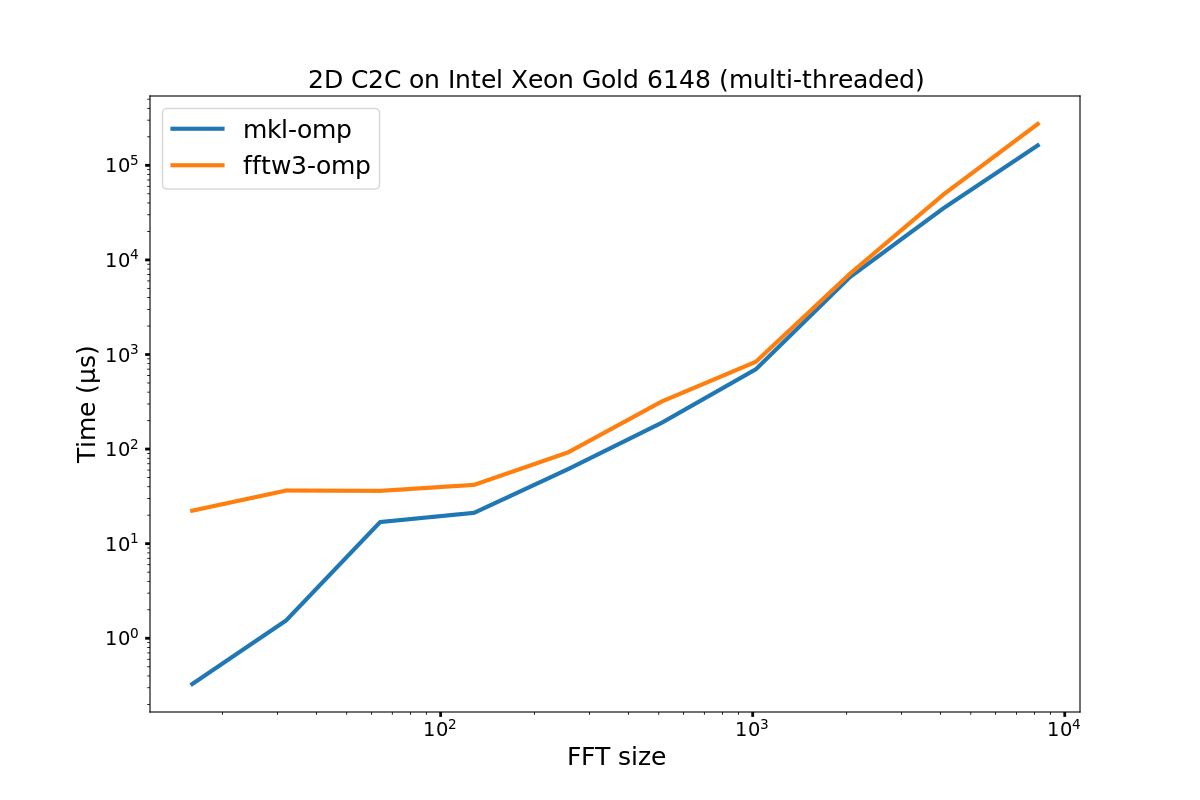 2D C2C on Intel Xeon Gold 6148 (multi-threaded)
mkl-omp
fftw3-omp
Time (μs)
10⁵
10⁴
10³
10²
10¹
10⁰
10² 10³ 10⁴
FFT size